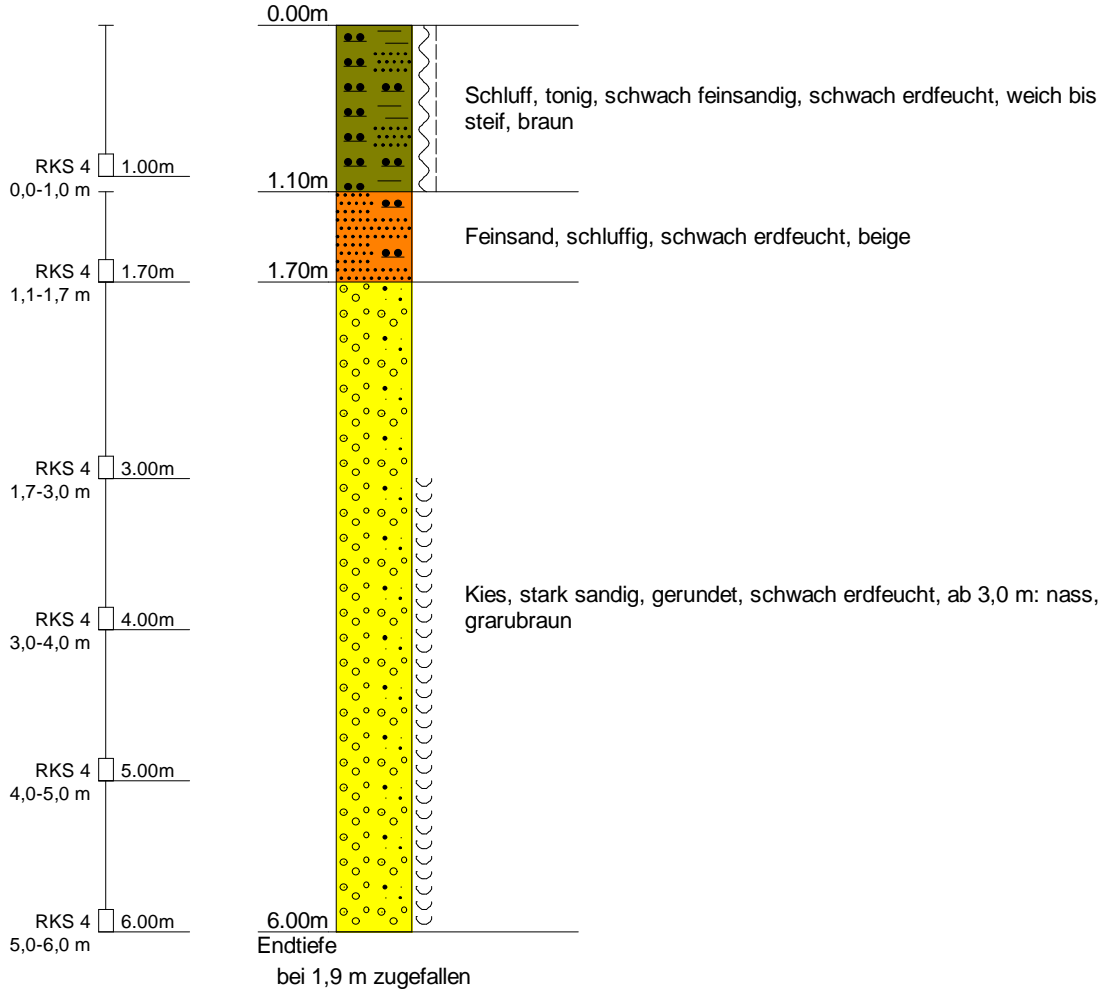 0.00m
Schluff, tonig, schwach feinsandig, schwach erdfeucht, weich bis
steif, braun
RKS 4 1.00m
0,0-1,0 m
1.10m
Feinsand, schluffig, schwach erdfeucht, beige
RKS 4 1.70m
1,1-1,7 m
1.70m
RKS 4 3.00m
1,7-3,0 m
Kies, stark sandig, gerundet, schwach erdfeucht, ab 3,0 m: nass,
grarubraun
RKS 4 4.00m
3,0-4,0 m
RKS 4 5.00m
4,0-5,0 m
RKS 4 6.00m
5,0-6,0 m
6.00m
Endtiefe
bei 1,9 m zugefallen